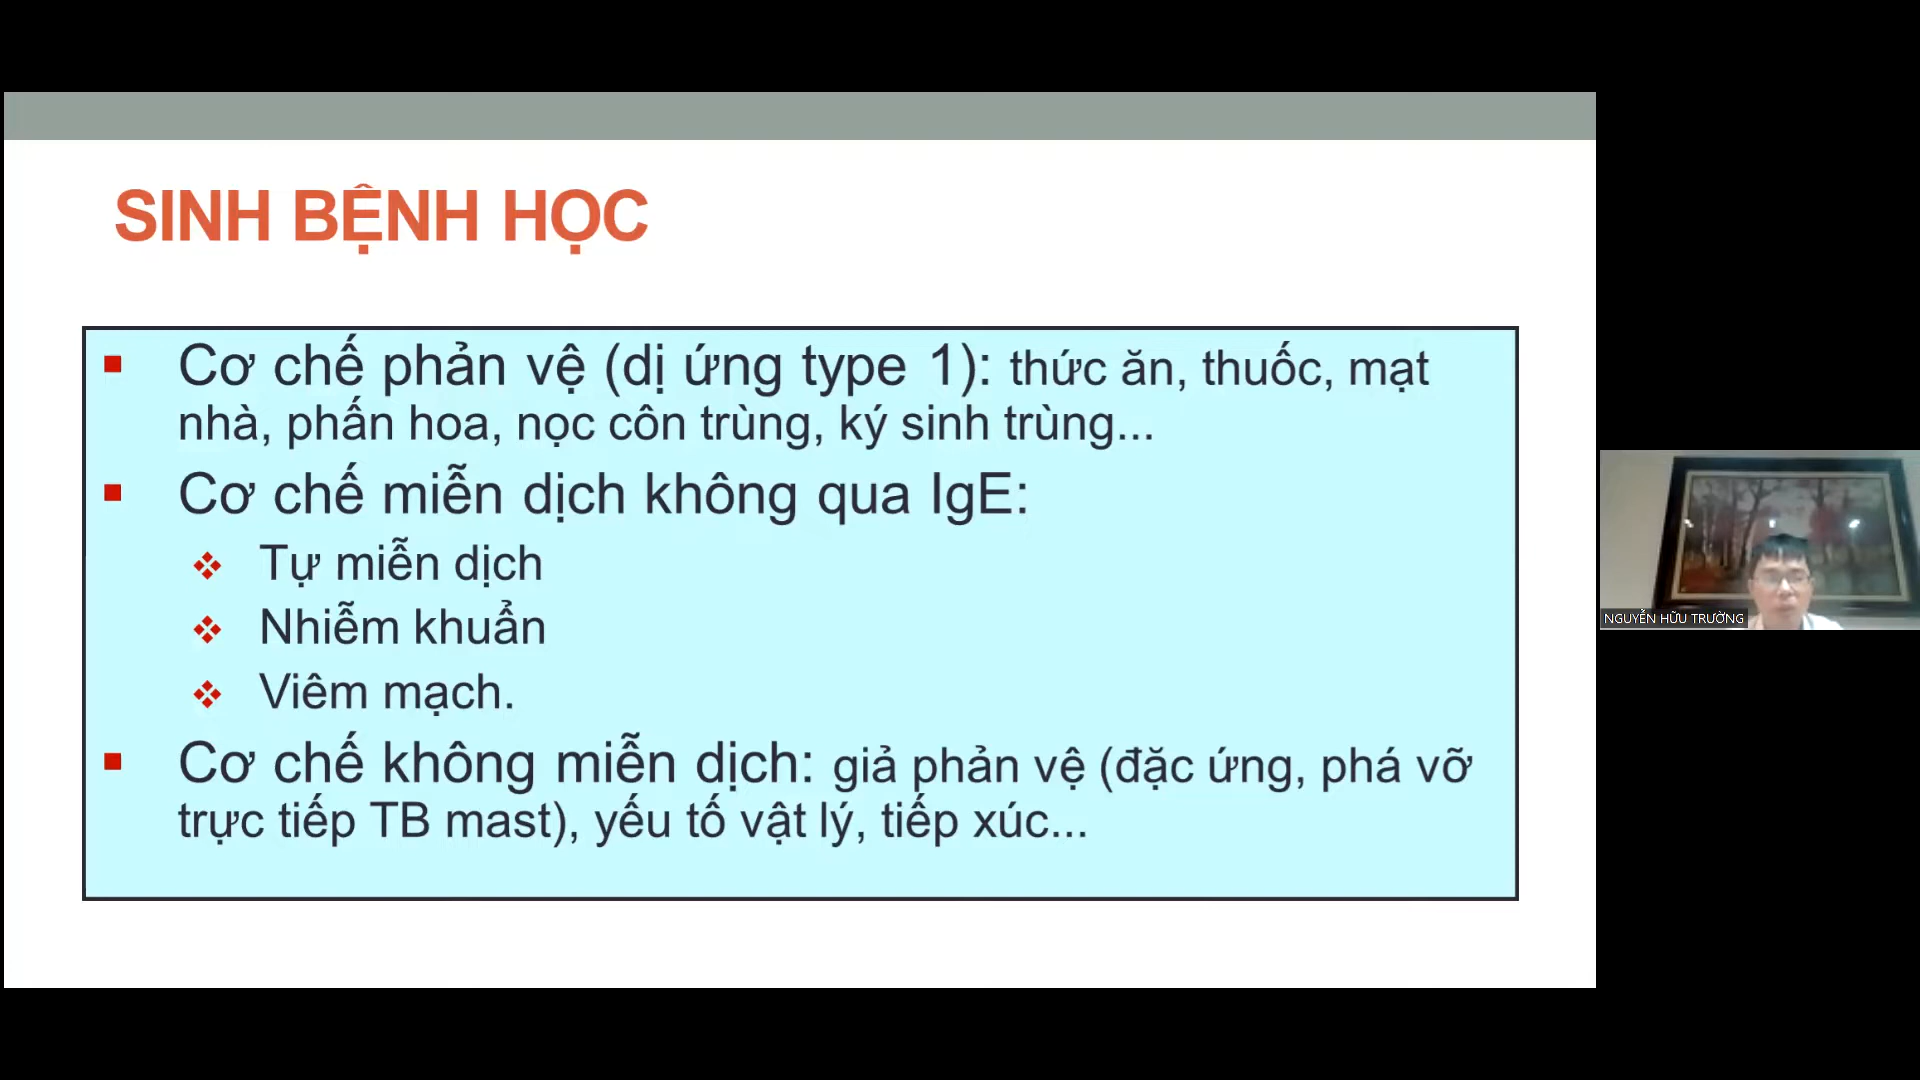 SINH BỆNH HỌC
Cơ chế phản vệ (dị ứng type 1): thức ăn, thuốc, mạt
nhà, phấn hoa, nọc côn trùng, ký sinh trùng...
Cơ chế miễn dịch không qua IgE:
Tự miễn dịch
Nhiễm khuẩn
Viêm mạch.
Cơ chế không miễn dịch: giả phản vệ (đặc ứng, phá vỡ
trực tiếp TB mast), yếu tố vật lý, tiếp xúc...
NGUYỄN HỮU TRƯỜNG